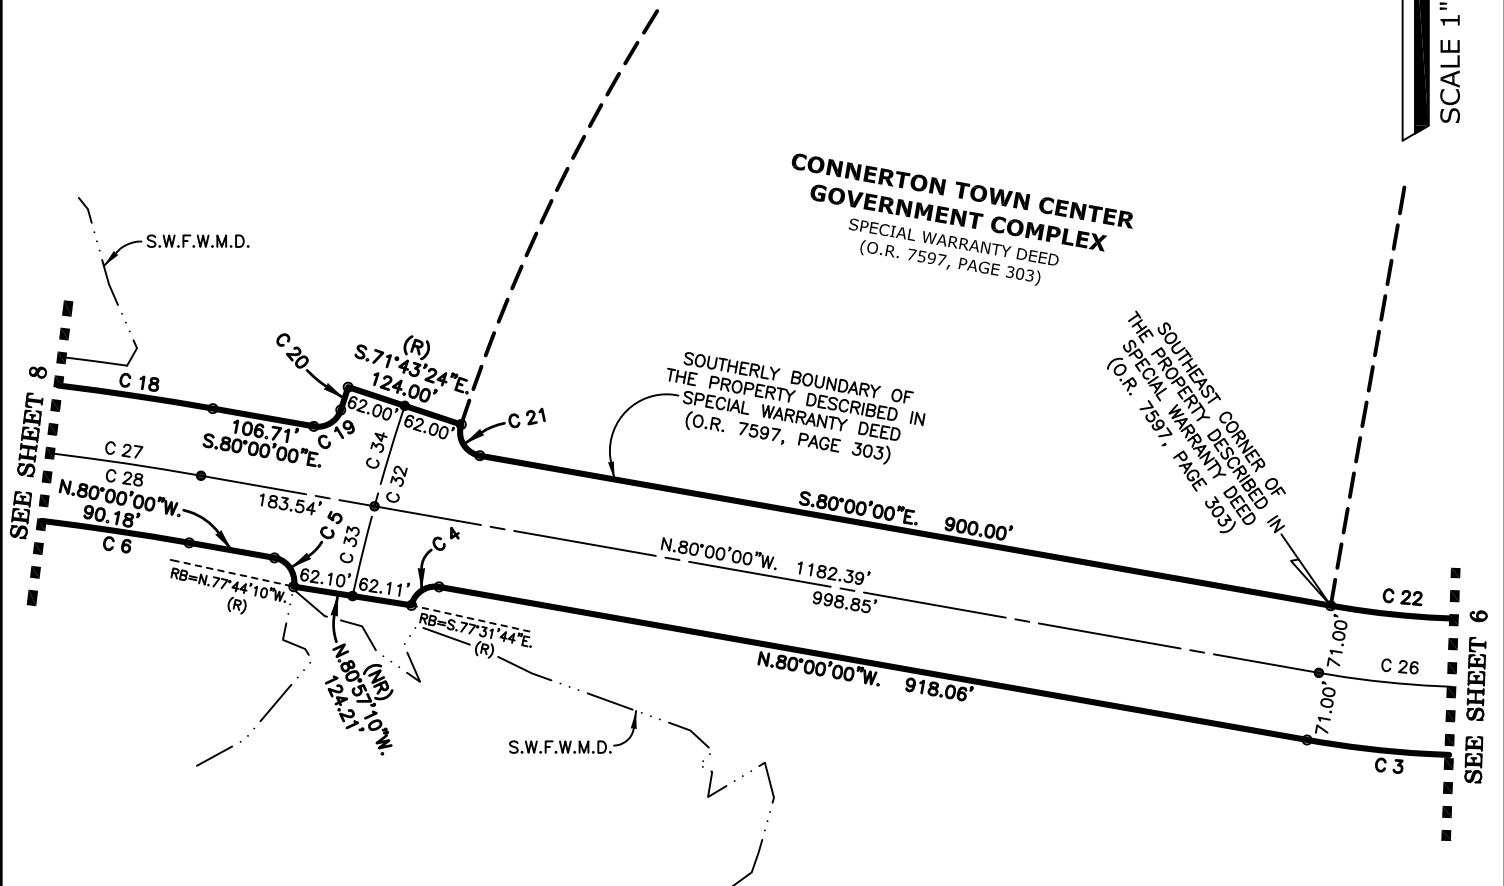 SCALE 1"
CONNERTON TOWN CENTER
GOVERNMENT COMPLEX
SPECIAL WARRANTY DEED
(O.R. 7597, PAGE 303)
S.W.F.W.M.D.
SEE SHEET 8
C 18
C 20
(R)
S.71°43'24"E.
124.00'
62.00'
62.00'
C 21
106.71'
C 19
S.80°00'00"E.
C 34
C 32
SOUTHERLY BOUNDARY OF
THE PROPERTY DESCRIBED IN
SPECIAL WARRANTY DEED
(O.R. 7597, PAGE 303)
SOUTHEAST CORNER OF
THE PROPERTY DESCRIBED IN
SPECIAL WARRANTY DEED
(O.R. 7597, PAGE 303)
C 27
C 28
183.54'
N.80°00'00"W.
90.18'
C 6
C 5
C 33
C 4
S.80°00'00"E. 900.00'
N.80°00'00"W. 1182.39'
998.85'
C 22
71.00'
C 26
71.00'
C 3
SEE SHEET 6
RB=N.77°44'10"W.
(R)
62.10'
62.11'
RB=S.77°31'44"E.
(R)
(NR)
N.80°57'10"W.
124.21'
N.80°00'00"W. 918.06'
S.W.F.W.M.D.